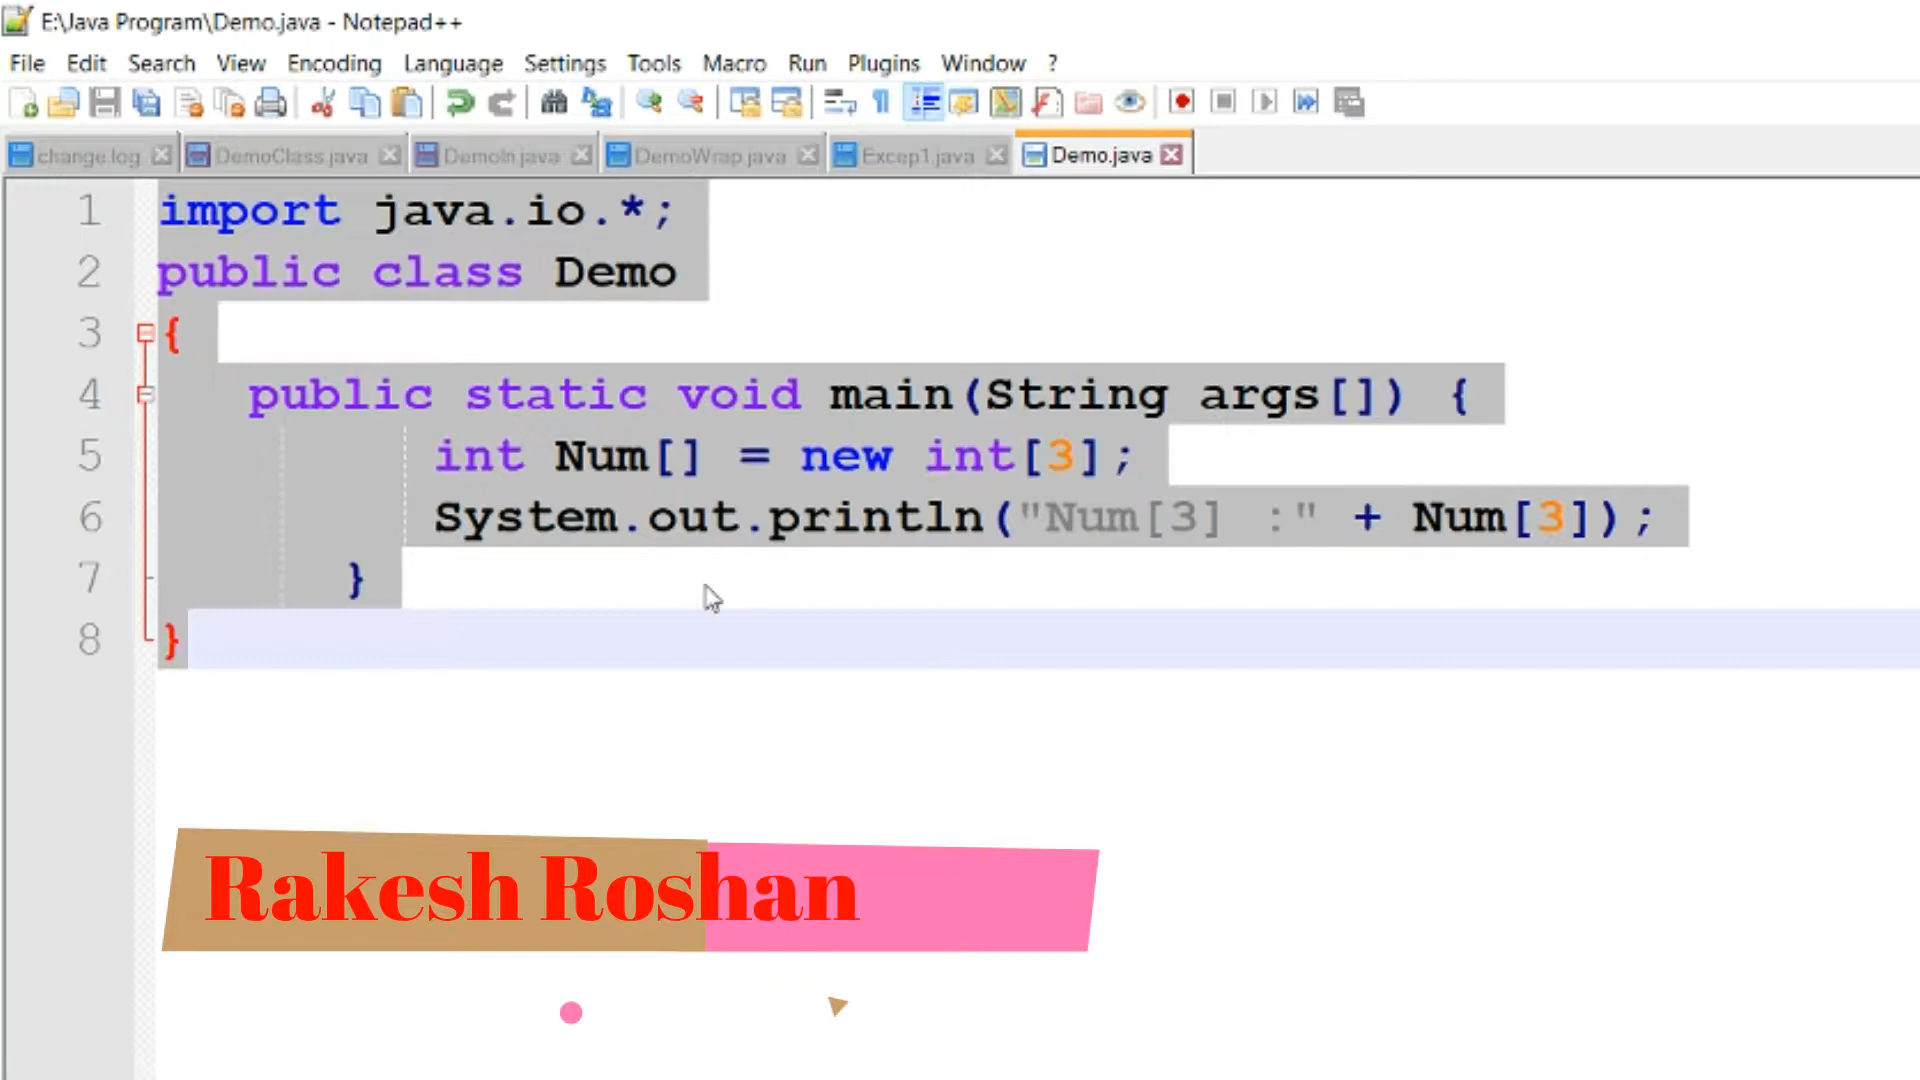 E:\Java Program\Demo.java - Notepad++
File Edit Search View Encoding Language Settings Tools Macro Run Plugins Window ?
change.log DemoClass.java DemoIn.java DemoWrap.java Excep1.java Demo.java
1 import java.io.*;
2 public class Demo
3 {
4 public static void main(String args[]) {
5 int Num[] = new int[3];
6 System.out.println("Num[3] :" + Num[3]);
7 }
8 }
Rakesh Roshan